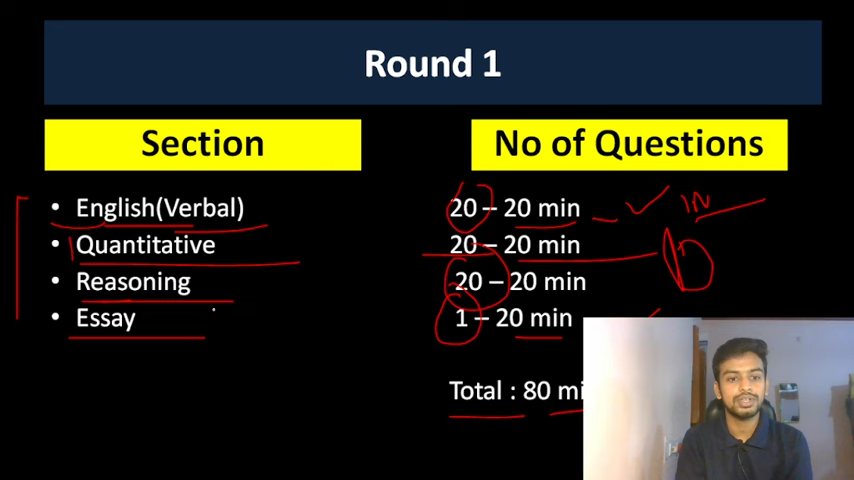 Round 1
Section
No of Questions
• English(Verbal)
20 – 20 min
IN
• Quantitative
20 – 20 min
• Reasoning
20 – 20 min
• Essay
1 – 20 min
Total : 80 mi